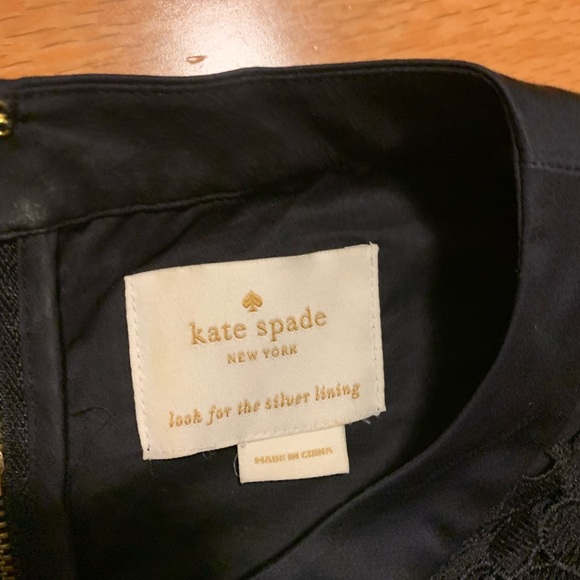 kate spade
NEW YORK
look for the silver lining
MADE IN CHINA